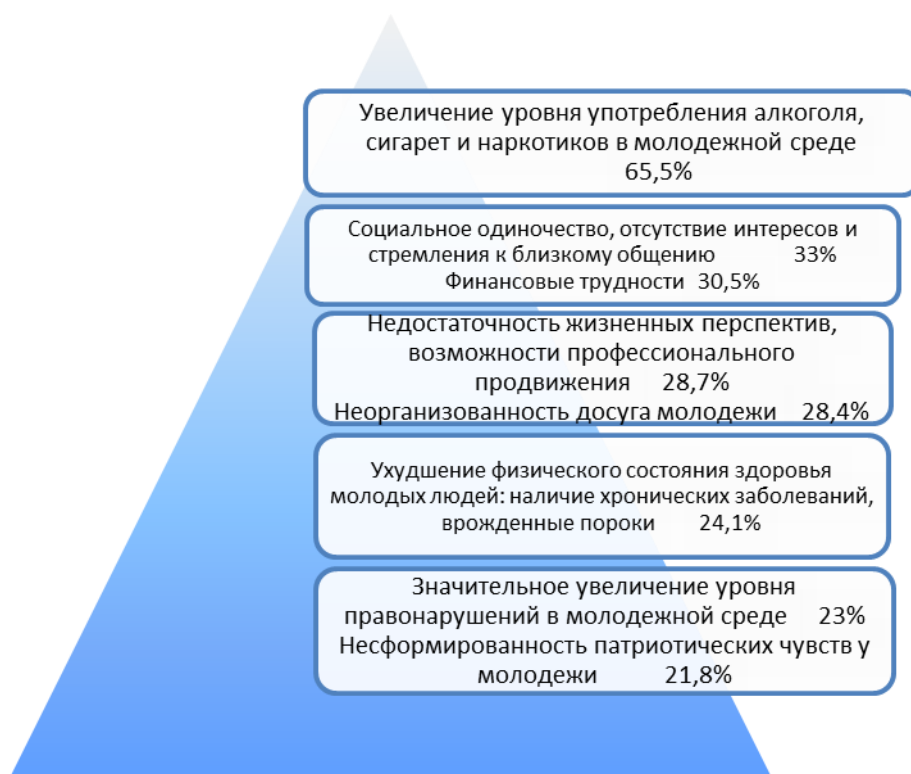 Увеличение уровня употребления алкоголя,
сигарет и наркотиков в молодежной среде
65,5%
Социальное одиночество, отсутствие интересов и
стремления к близкому общению 33%
Финансовые трудности 30,5%
Недостаточность жизненных перспектив,
возможности профессионального
продвижения 28,7%
Неорганизованность досуга молодежи 28,4%
Ухудшение физического состояния здоровья
молодых людей: наличие хронических заболеваний,
врожденные пороки 24,1%
Значительное увеличение уровня
правонарушений в молодежной среде 23%
Несформированность патриотических чувств у
молодежи 21,8%